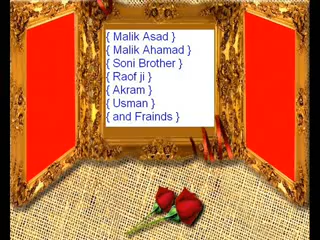 { Malik Asad }
{ Malik Ahamad }
{ Soni Brother }
{ Raof ji }
{ Akram }
{ Usman }
{ and Frainds }